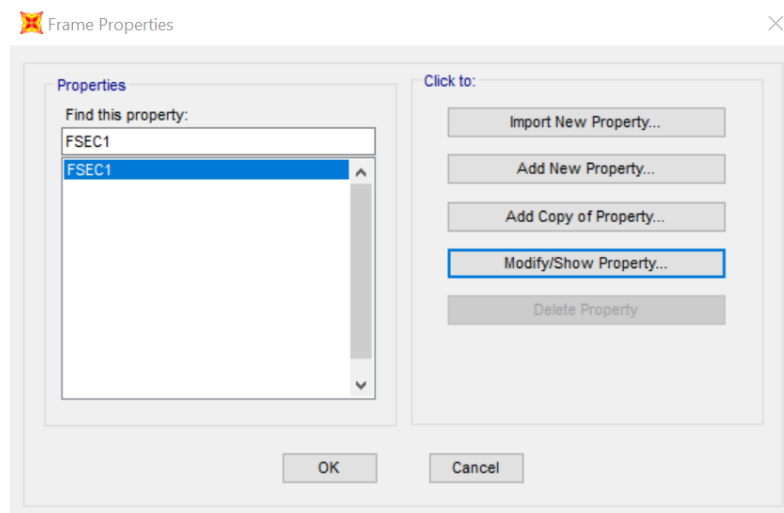 Frame Properties
Properties
Find this property:
FSEC1
FSEC1
Click to:
Import New Property...
Add New Property...
Add Copy of Property...
Modify/Show Property...
Delete Property
OK
Cancel